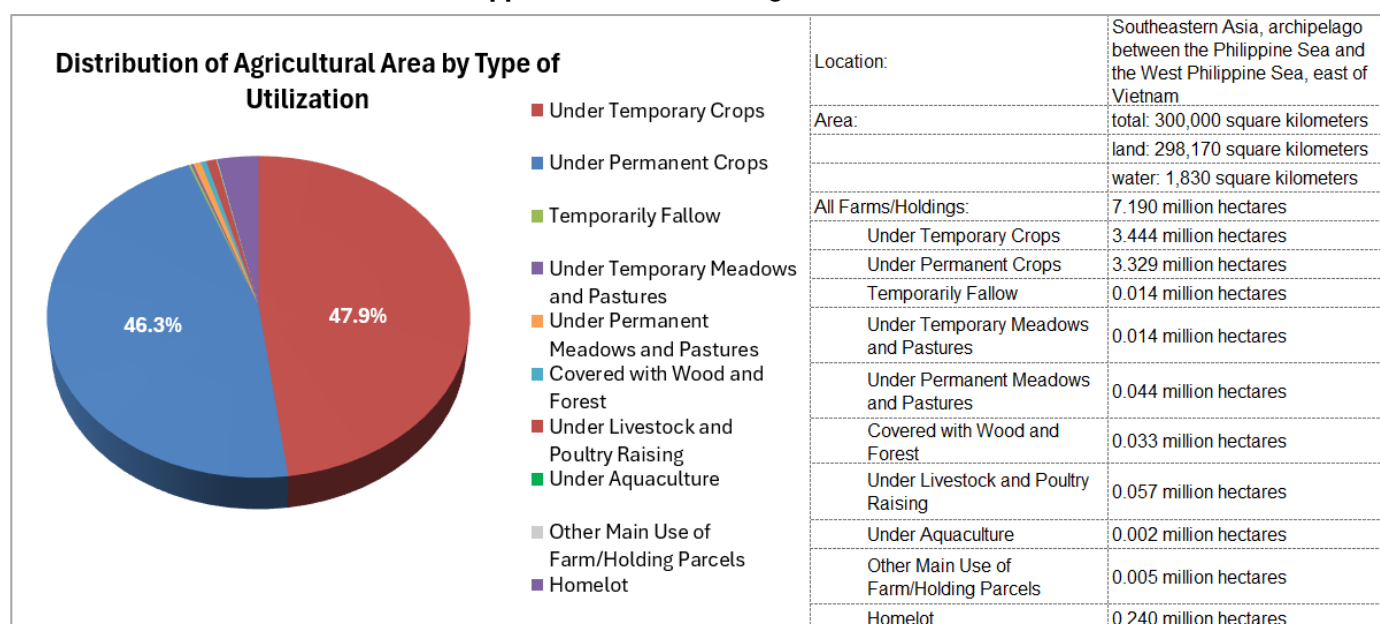 Distribution of Agricultural Area by Type of
Utilization
46.3%
47.9%
Under Temporary Crops
Under Permanent Crops
Temporarily Fallow
Under Temporary Meadows
and Pastures
Under Permanent
Meadows and Pastures
Covered with Wood and
Forest
Under Livestock and
Poultry Raising
Under Aquaculture
Other Main Use of
Farm/Holding Parcels
Homelot
Location:
Southeastern Asia, archipelago
between the Philippine Sea and
the West Philippine Sea, east of
Vietnam
Area:
total: 300,000 square kilometers
land: 298,170 square kilometers
water: 1,830 square kilometers
All Farms/Holdings:
7.190 million hectares
Under Temporary Crops
3.444 million hectares
Under Permanent Crops
3.329 million hectares
Temporarily Fallow
0.014 million hectares
Under Temporary Meadows
and Pastures
0.014 million hectares
Under Permanent Meadows
and Pastures
0.044 million hectares
Covered with Wood and
Forest
0.033 million hectares
Under Livestock and Poultry
Raising
0.057 million hectares
Under Aquaculture
0.002 million hectares
Other Main Use of
Farm/Holding Parcels
0.005 million hectares
Homelot
0.240 million hectares